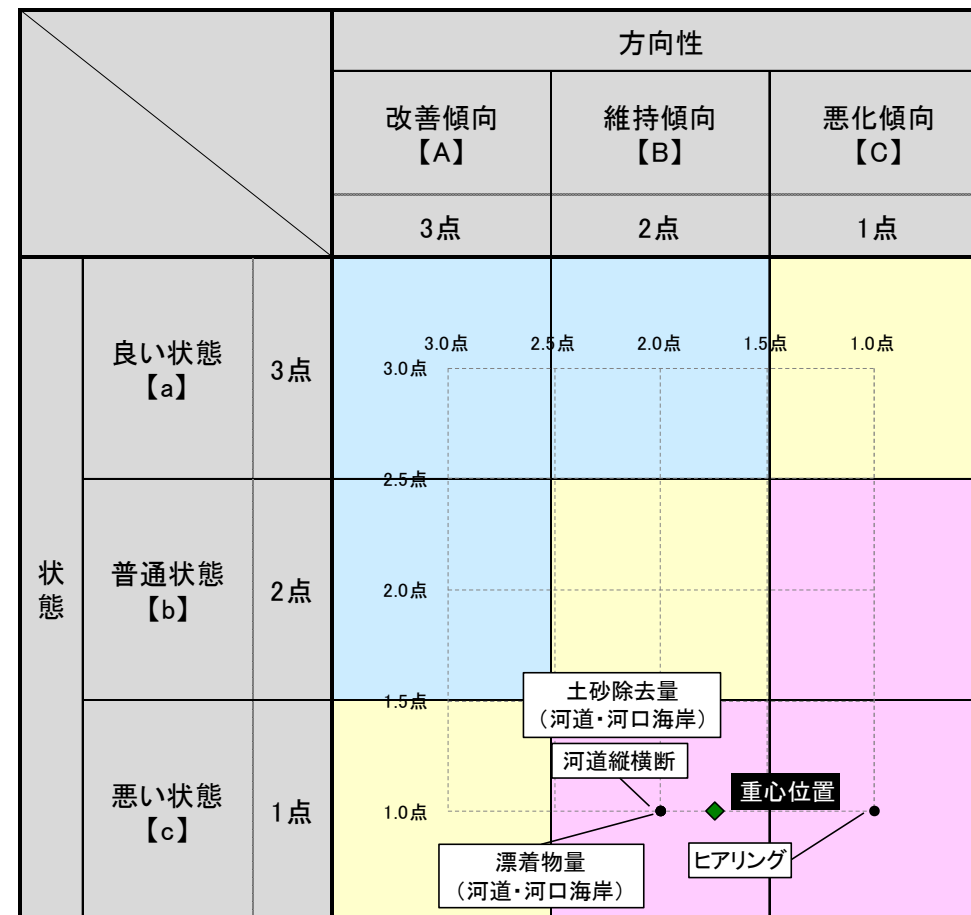 方向性
改善傾向
【A】
維持傾向
【B】
悪化傾向
【C】
3点
2点
1点
状態
良い状態
【a】
3点
3.0点
2.5点
2.0点
1.5点
1.0点
3.0点
2.5点
普通状態
【b】
2点
2.0点
1.5点
土砂除去量
（河道・河口海岸）
河道縦横断
悪い状態
【c】
1点
1.0点
重心位置
漂着物量
（河道・河口海岸）
ヒアリング